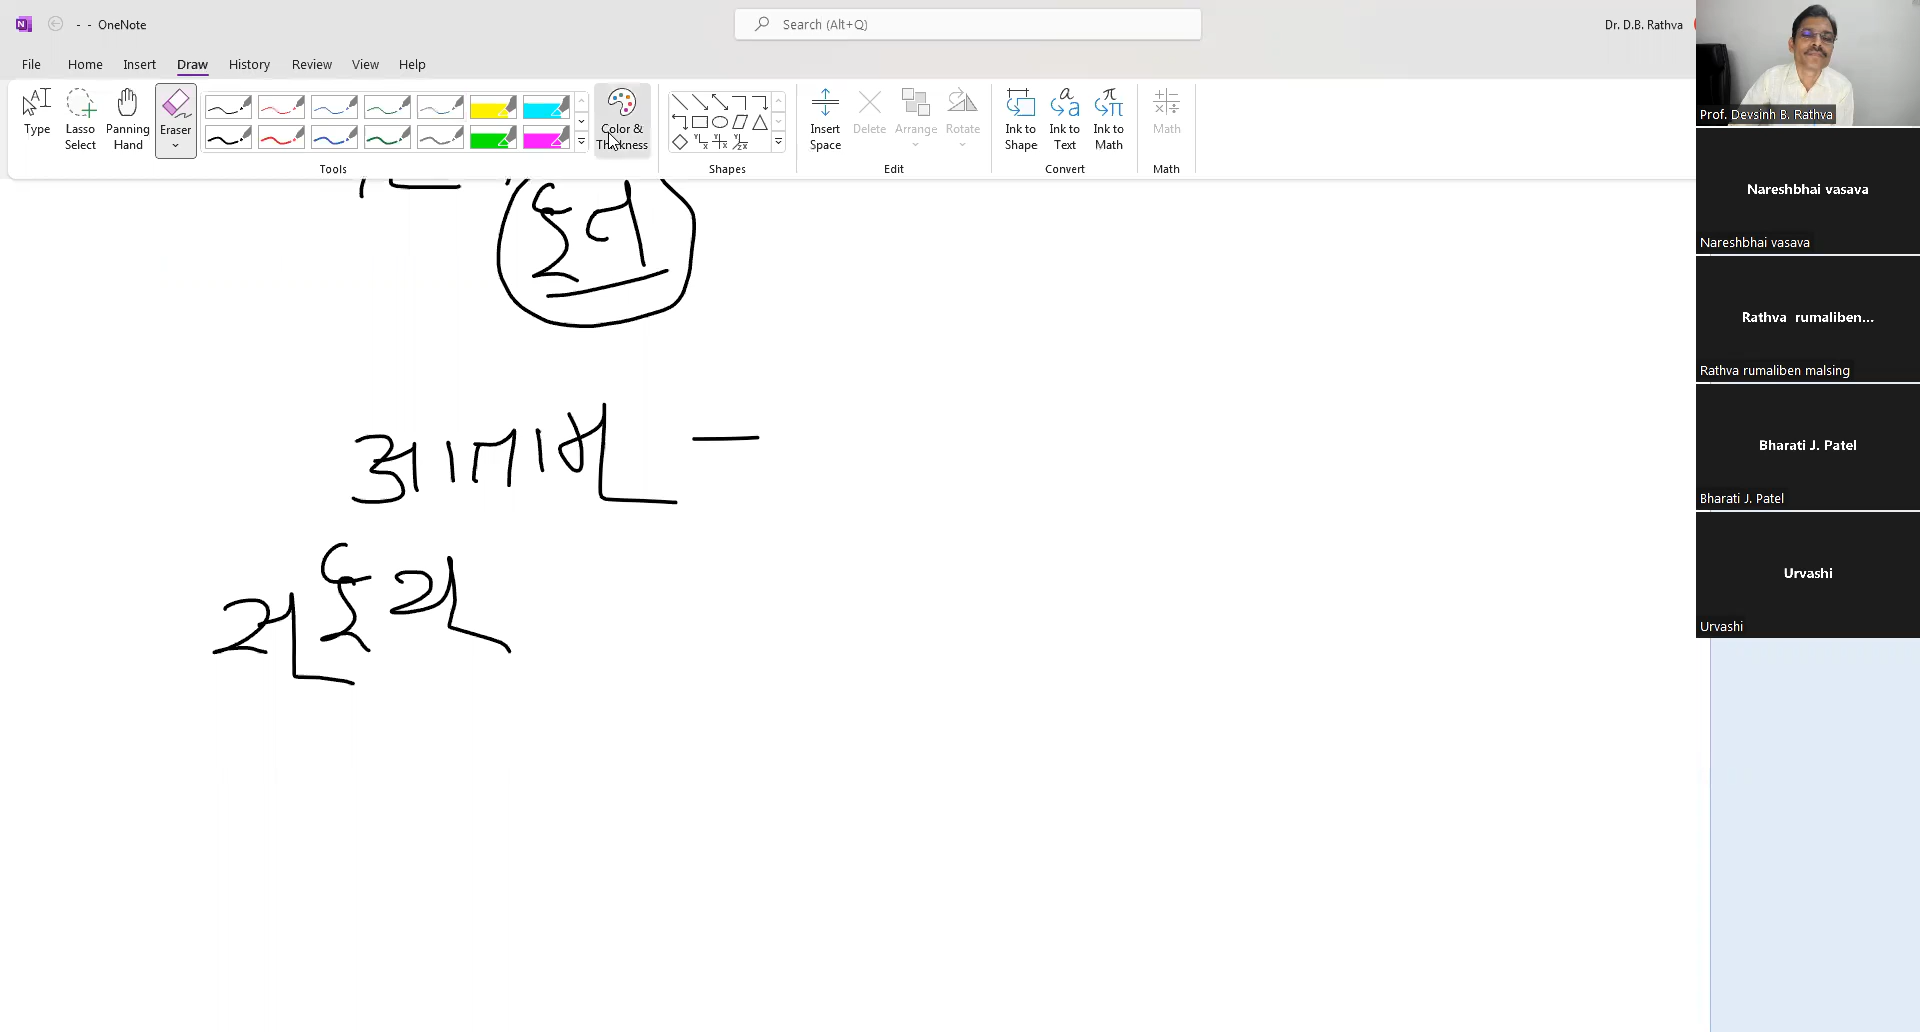 - - OneNote
Search (Alt+Q)
Dr. D.B. Rathva
File Home Insert Draw History Review View Help
Type
Lasso Select
Panning Hand
Eraser
Color & Thickness
Insert Space
Delete
Arrange
Rotate
Ink to Shape
Ink to Text
Ink to Math
Math
Tools
Shapes
Edit
Convert
Math
Prof. Devsinh B. Rathva
Nareshbhai vasava
Nareshbhai vasava
Rathva rumaliben...
Rathva rumaliben malsing
Bharati J. Patel
Bharati J. Patel
Urvashi
Urvashi